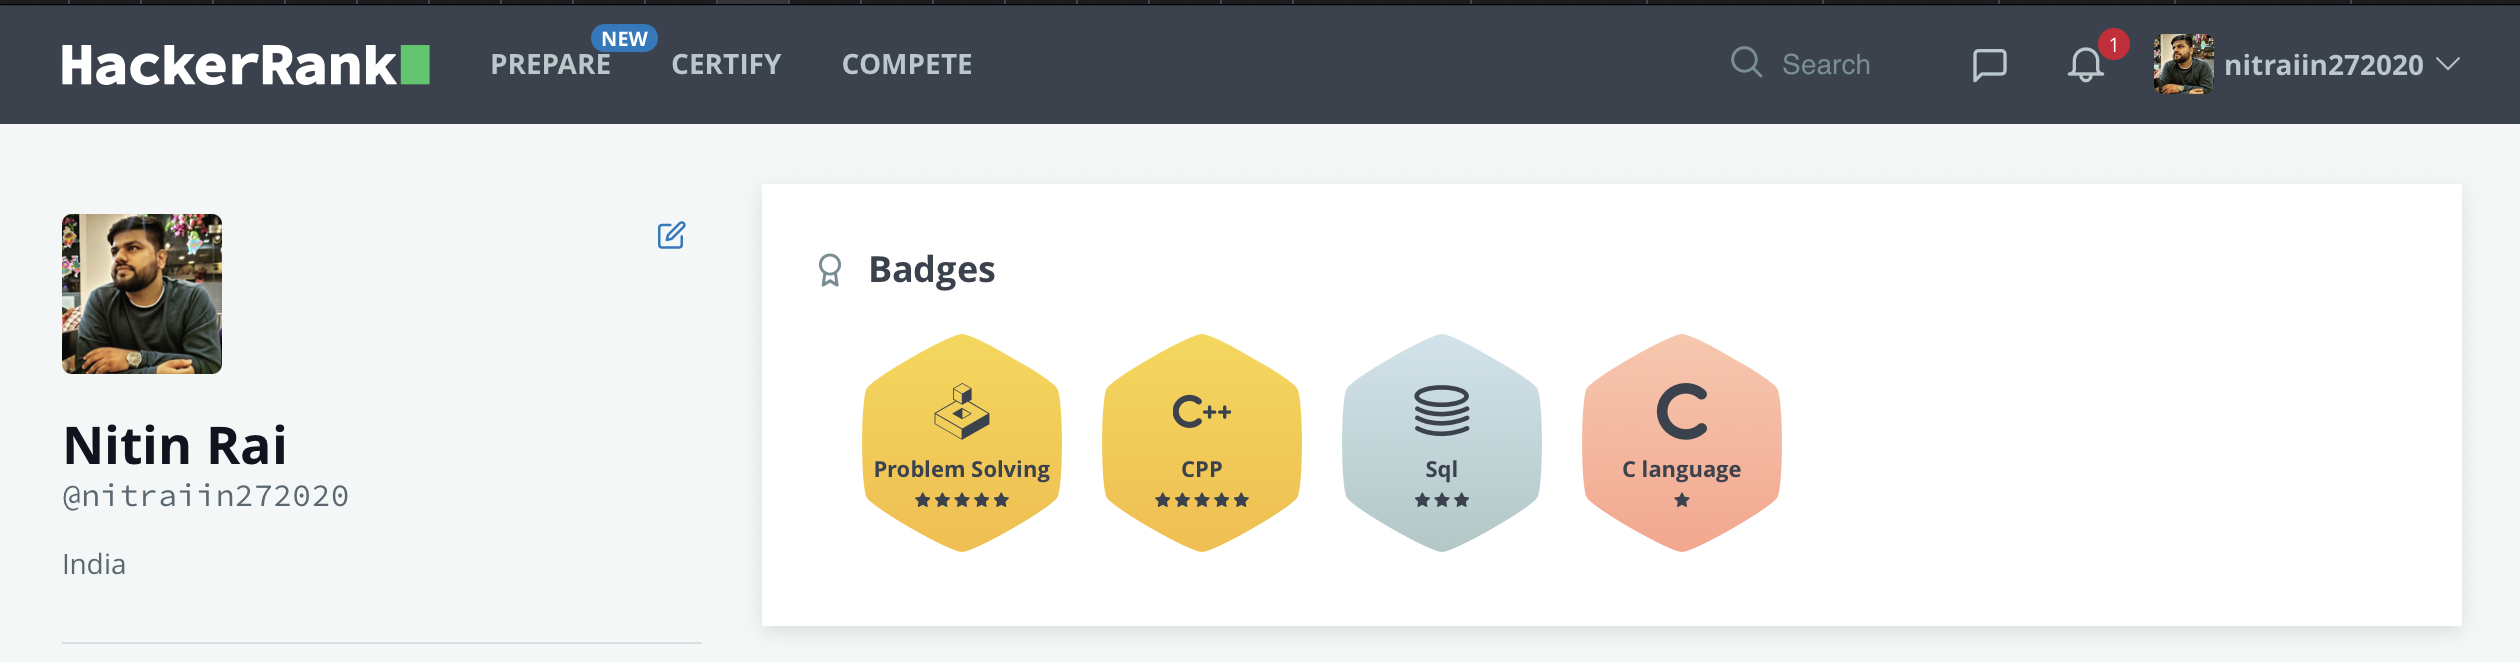 HackerRank
PREPARE NEW CERTIFY COMPETE
Search
1
nitraiin272020
Nitin Rai
@nitraiin272020
India
Badges
C++
Problem Solving
CPP
Sql
C
C language